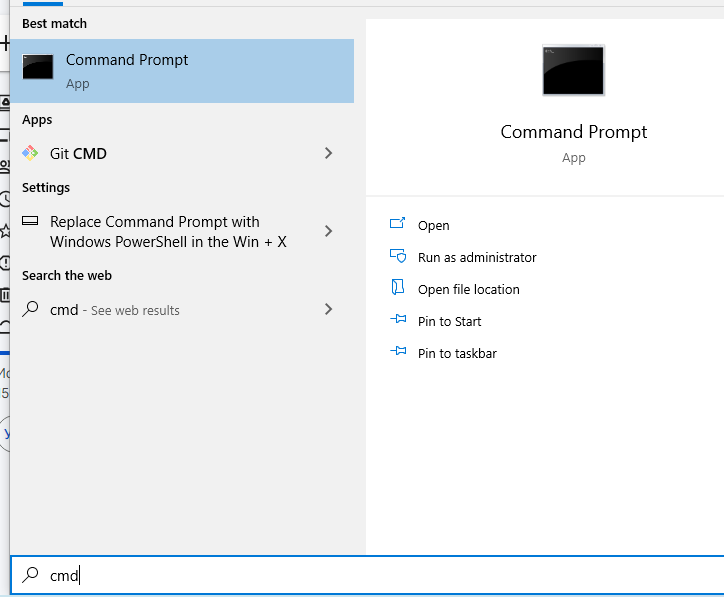 Best match
Command Prompt
App
Apps
Git CMD
Settings
Replace Command Prompt with
Windows PowerShell in the Win + X
Search the web
cmd - See web results
Command Prompt
App
Open
Run as administrator
Open file location
Pin to Start
Pin to taskbar
cmd